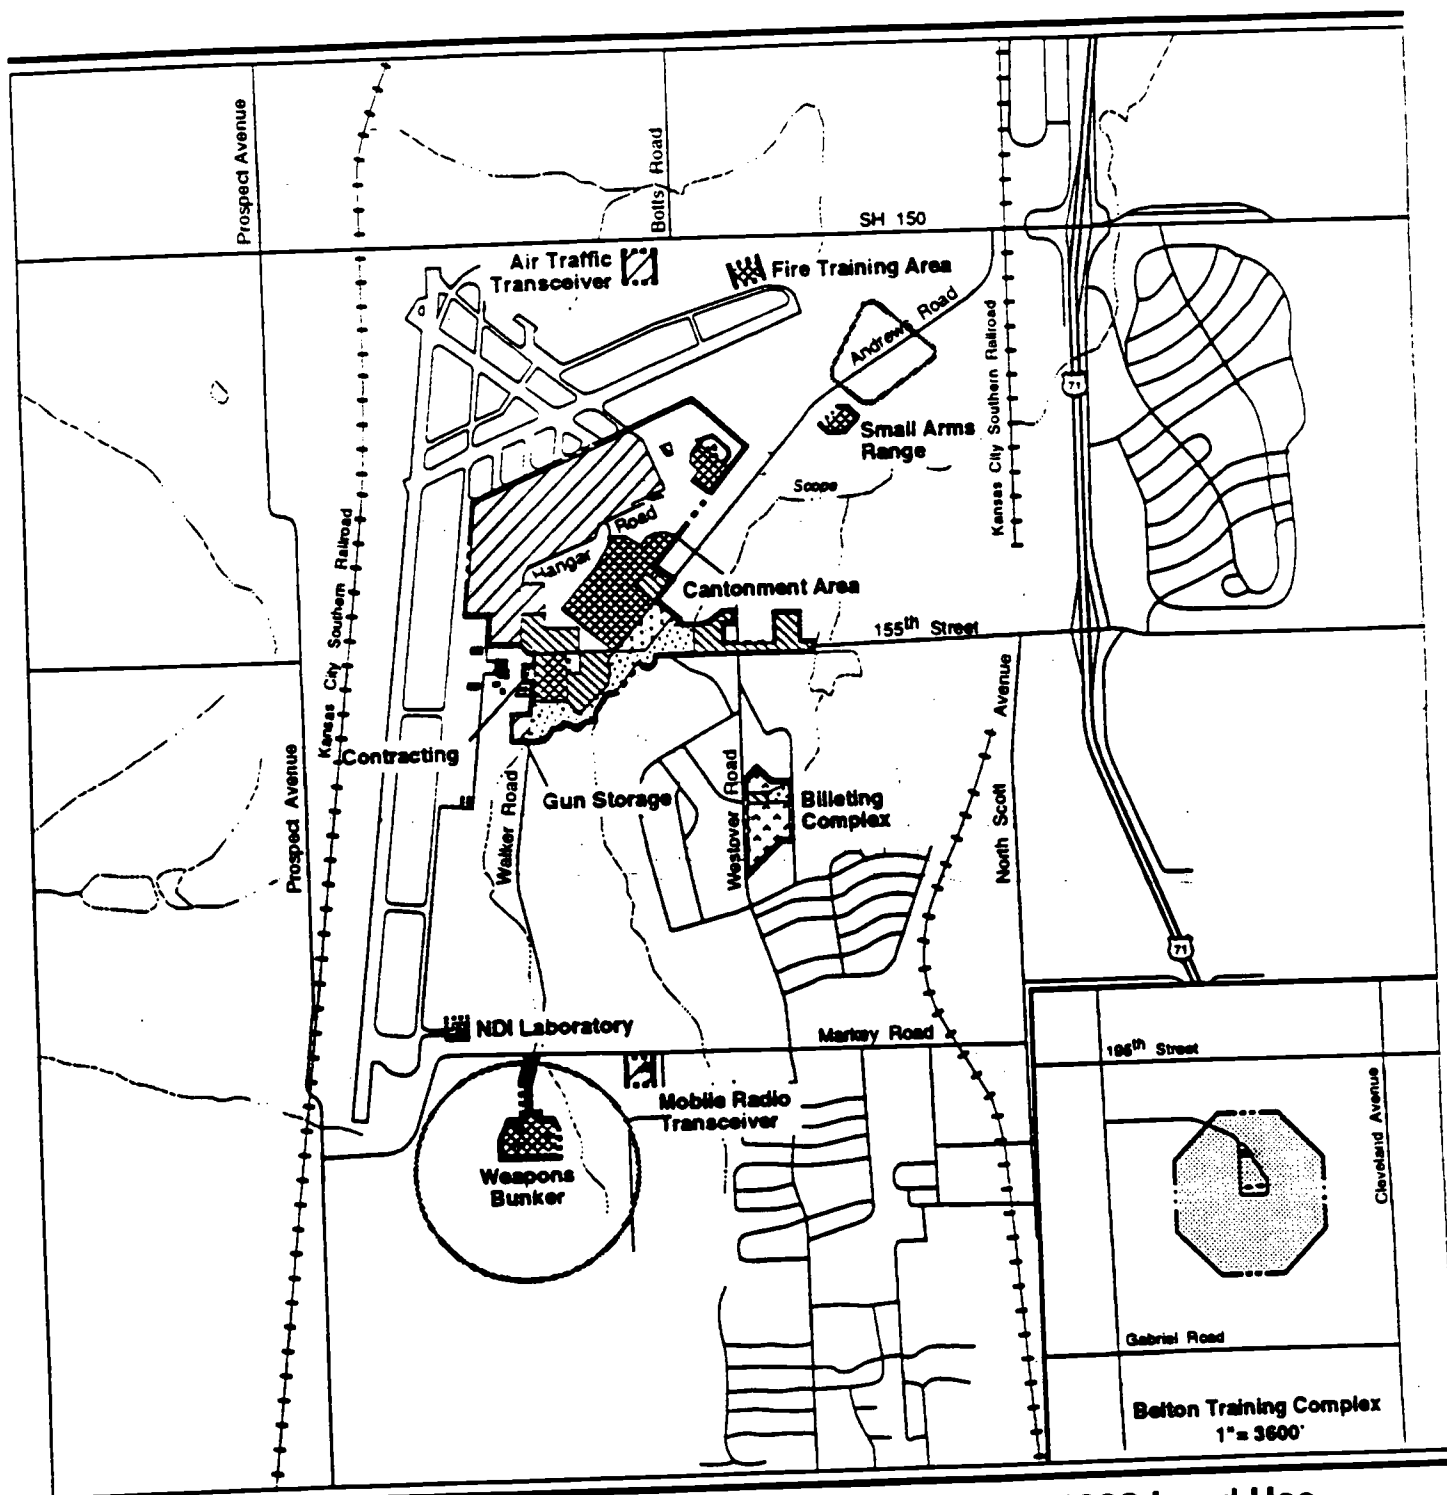 Prospect Avenue
Bolts Road
SH 150
Air Traffic
Transceiver
Fire Training Area
Andrews Road
Kansas City Southern Railroad
71
Small Arms
Range
Scope
Hangar Road
Cantonment Area
155th Street
Kansas City Southern Railroad
Prospect Avenue
Contracting
Gun Storage
Walker Road
Westover Road
Billeting
Complex
North Scott Avenue
71
NDI Laboratory
Markey Road
Mobile Radio
Transceiver
Weapons
Bunker
195th Street
Cleveland Avenue
Gabriel Road
Belton Training Complex
1"= 3600'